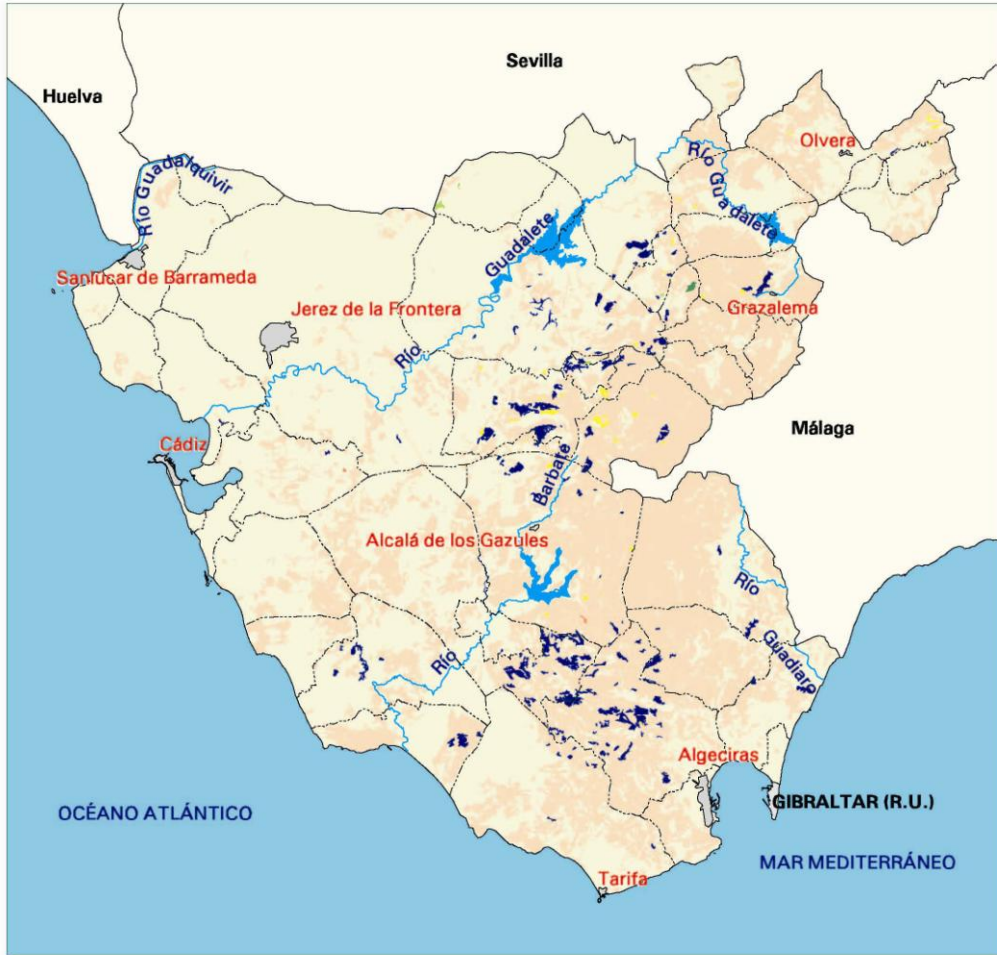 Sevilla
Huelva
Olvera
Río Guadalquivir
Río Guadalete
Guadalete
Sanlúcar de Barrameda
Jerez de la Frontera
Grazalema
Río
Cádiz
Málaga
Barbate
Alcalá de los Gazules
Río
Río
Guadiaro
Algeciras
GIBRALTAR (R.U.)
OCÉANO ATLÁNTICO
MAR MEDITERRÁNEO
Tarifa